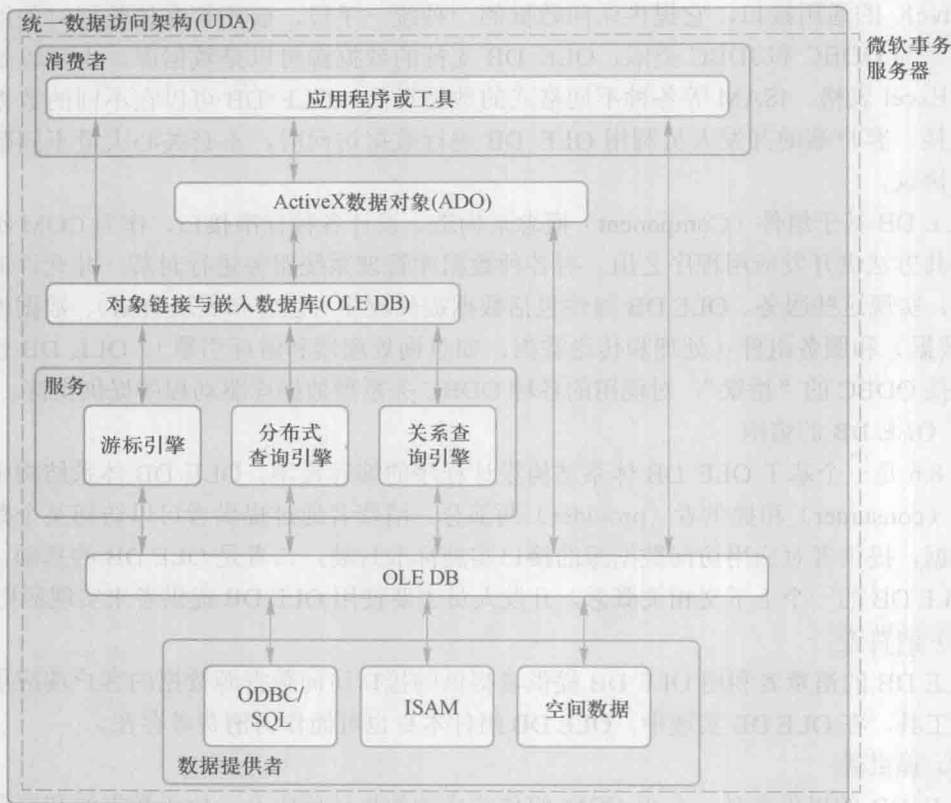 统一数据访问架构(UDA)
微软事务
服务器
消费者
应用程序或工具
ActiveX数据对象(ADO)
对象链接与嵌入数据库(OLE DB)
服务
游标引擎
分布式
查询引擎
关系查
询引擎
OLE DB
ODBC/
SQL
ISAM
空间数据
数据提供者